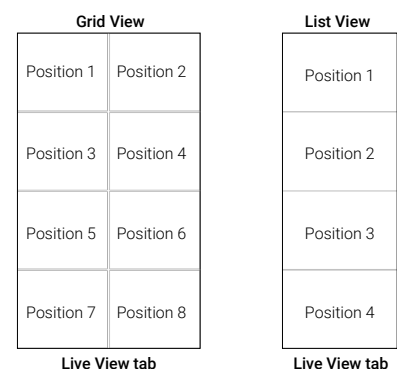 Grid View
Position 1 Position 2
Position 3 Position 4
Position 5 Position 6
Position 7 Position 8
Live View tab
List View
Position 1
Position 2
Position 3
Position 4
Live View tab